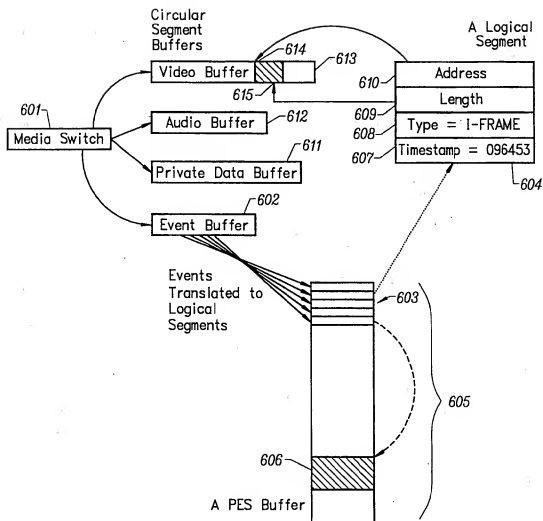 Circular
Segment
Buffers
614
613
Video Buffer
615
A Logical
Segment
610
Address
609
Length
608
Type = I-FRAME
607
Timestamp = 096453
604
601
Media Switch
Audio Buffer
612
611
Private Data Buffer
602
Event Buffer
Events
Translated to
Logical
Segments
603
605
606
A PES Buffer